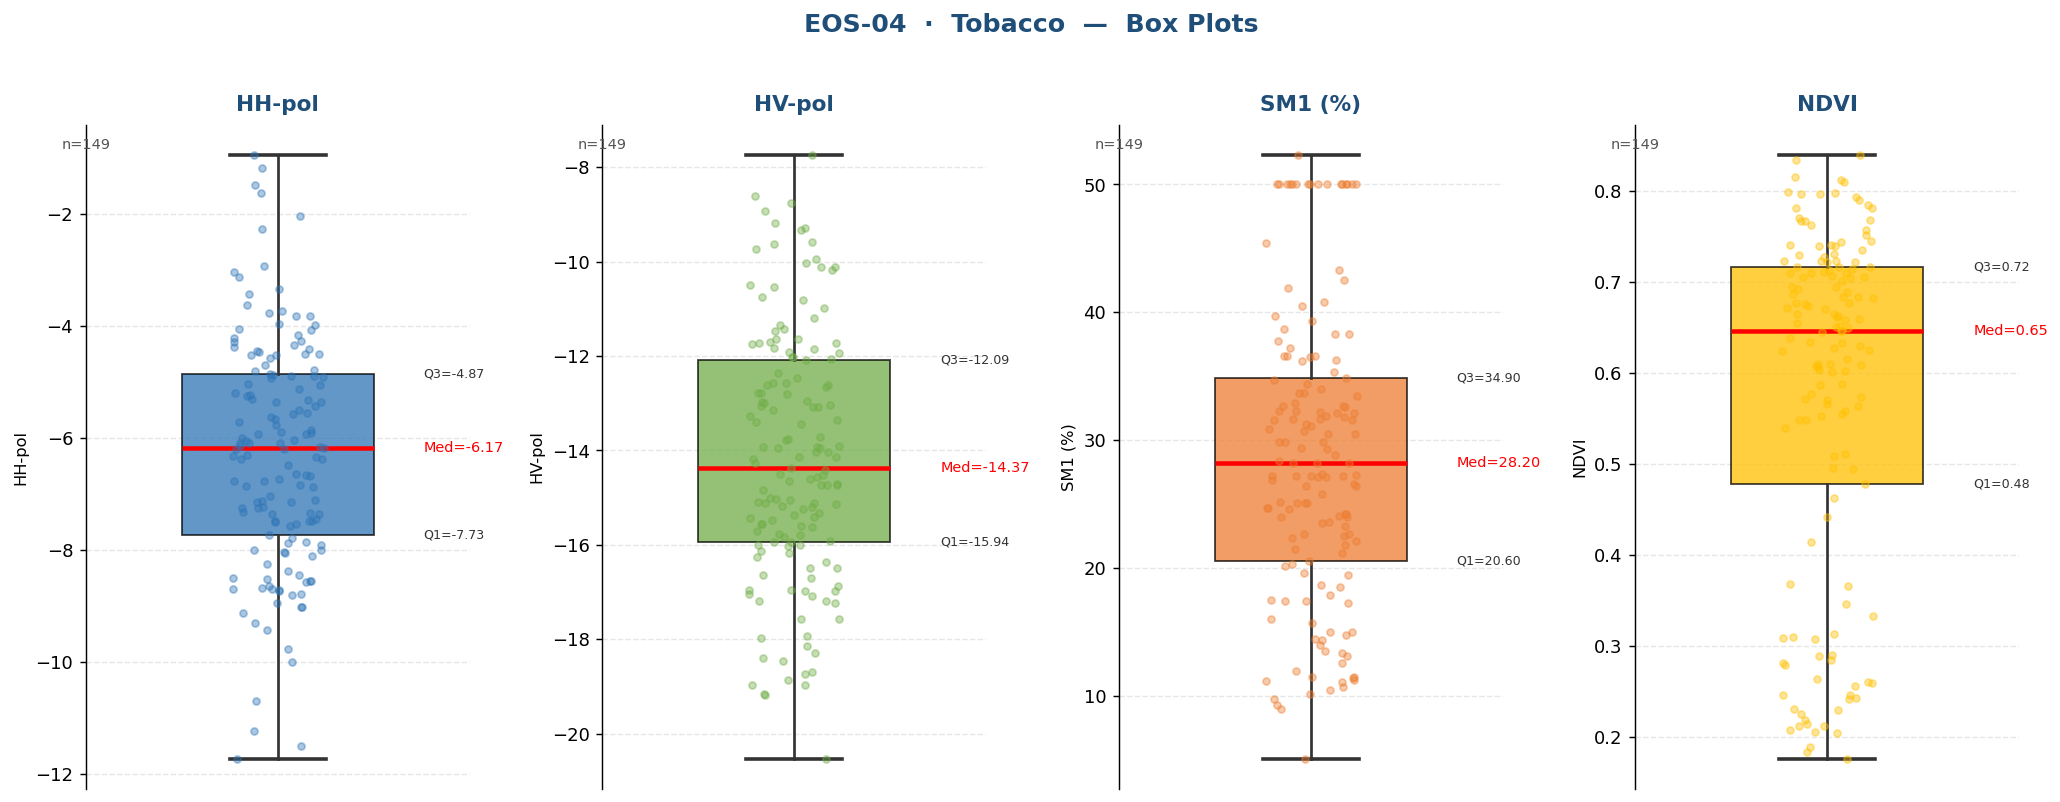 EOS-04 · Tobacco — Box Plots
HH-pol
n=149
−2
−4
−6
−8
−10
−12
HH-pol
Q3=-4.87
Med=-6.17
Q1=-7.73
HV-pol
n=149
−8
−10
−12
−14
−16
−18
−20
HV-pol
Q3=-12.09
Med=-14.37
Q1=-15.94
SM1 (%)
n=149
50
40
30
20
10
SM1 (%)
Q3=34.90
Med=28.20
Q1=20.60
NDVI
n=149
0.8
0.7
0.6
0.5
0.4
0.3
0.2
NDVI
Q3=0.72
Med=0.65
Q1=0.48